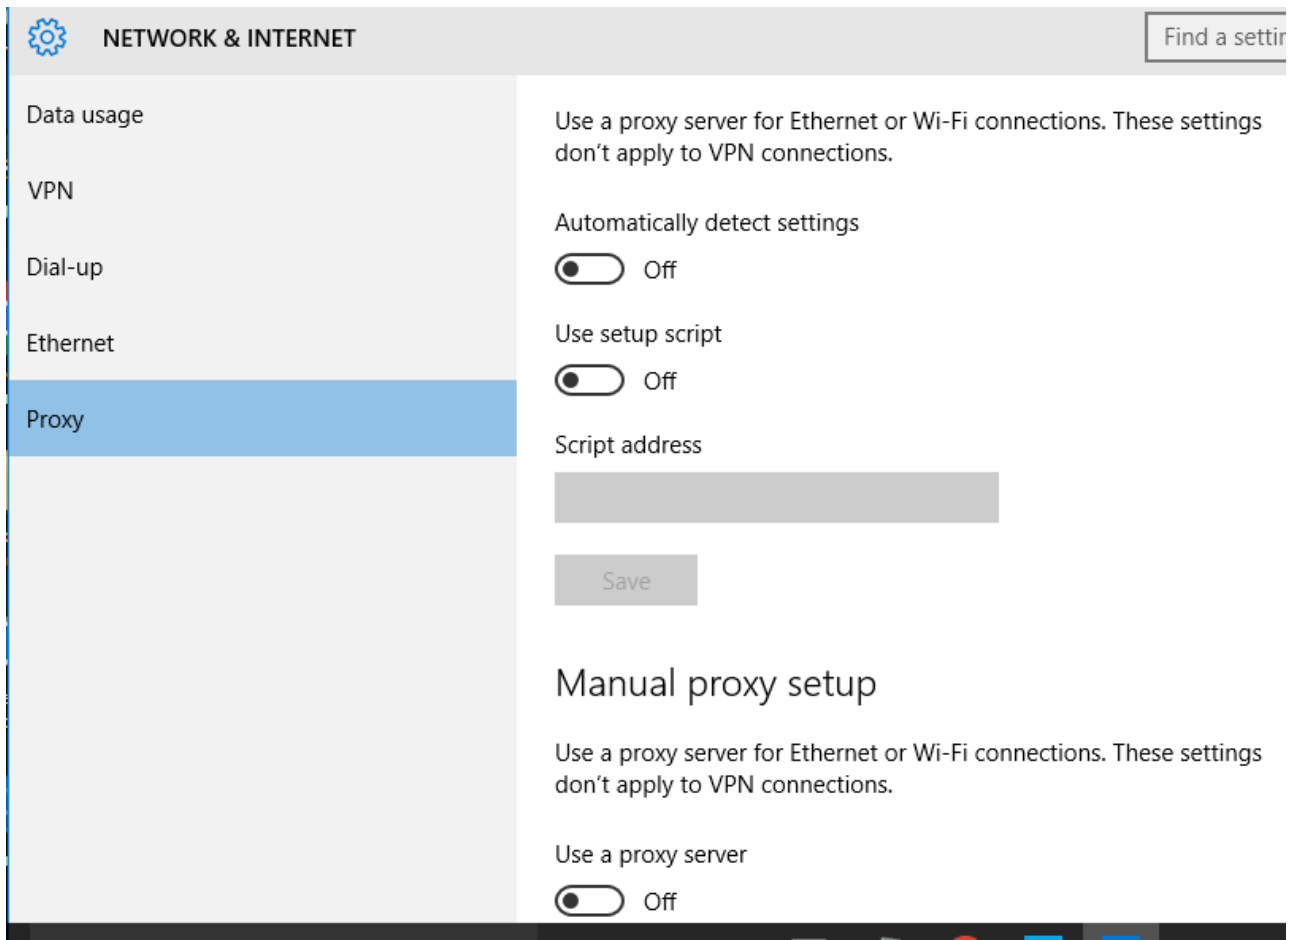 NETWORK & INTERNET
Find a settin
Data usage
VPN
Dial-up
Ethernet
Proxy
Use a proxy server for Ethernet or Wi-Fi connections. These settings
don't apply to VPN connections.
Automatically detect settings
Off
Use setup script
Off
Script address
Save
Manual proxy setup
Use a proxy server for Ethernet or Wi-Fi connections. These settings
don't apply to VPN connections.
Use a proxy server
Off